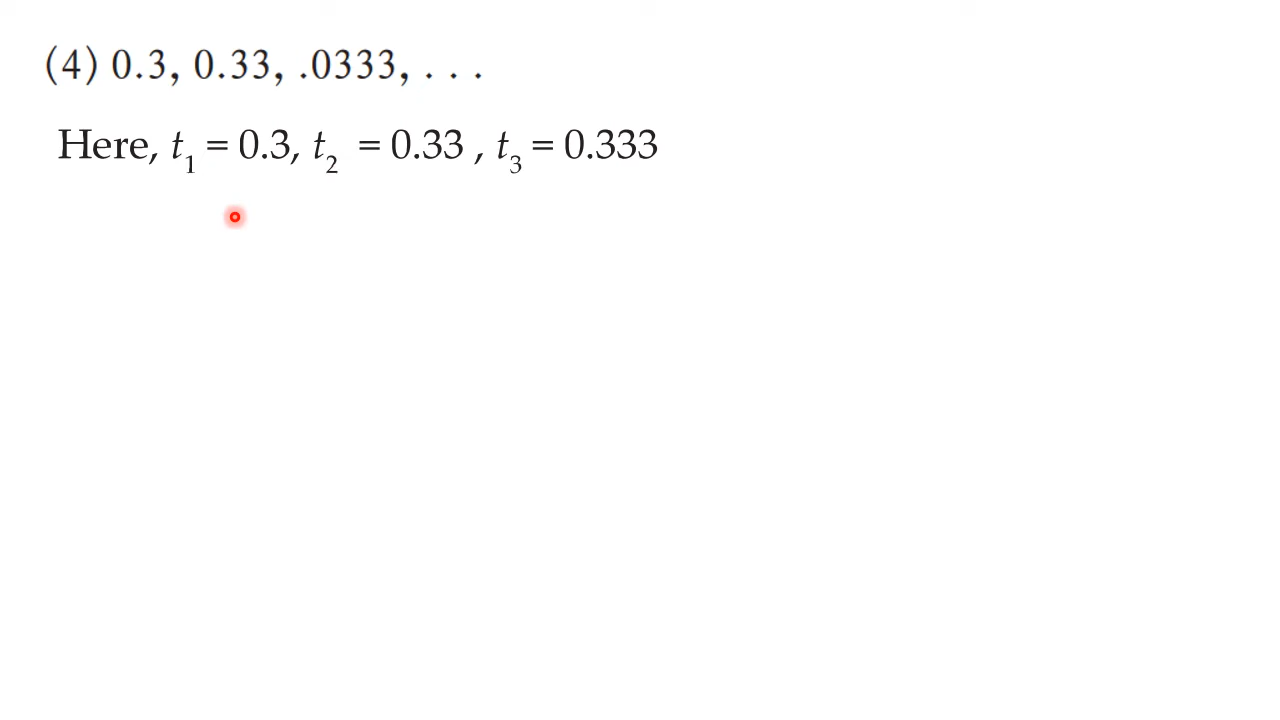 (4) 0.3, 0.33, .0333, . . .
Here, t₁ = 0.3, t₂ = 0.33 , t₃ = 0.333